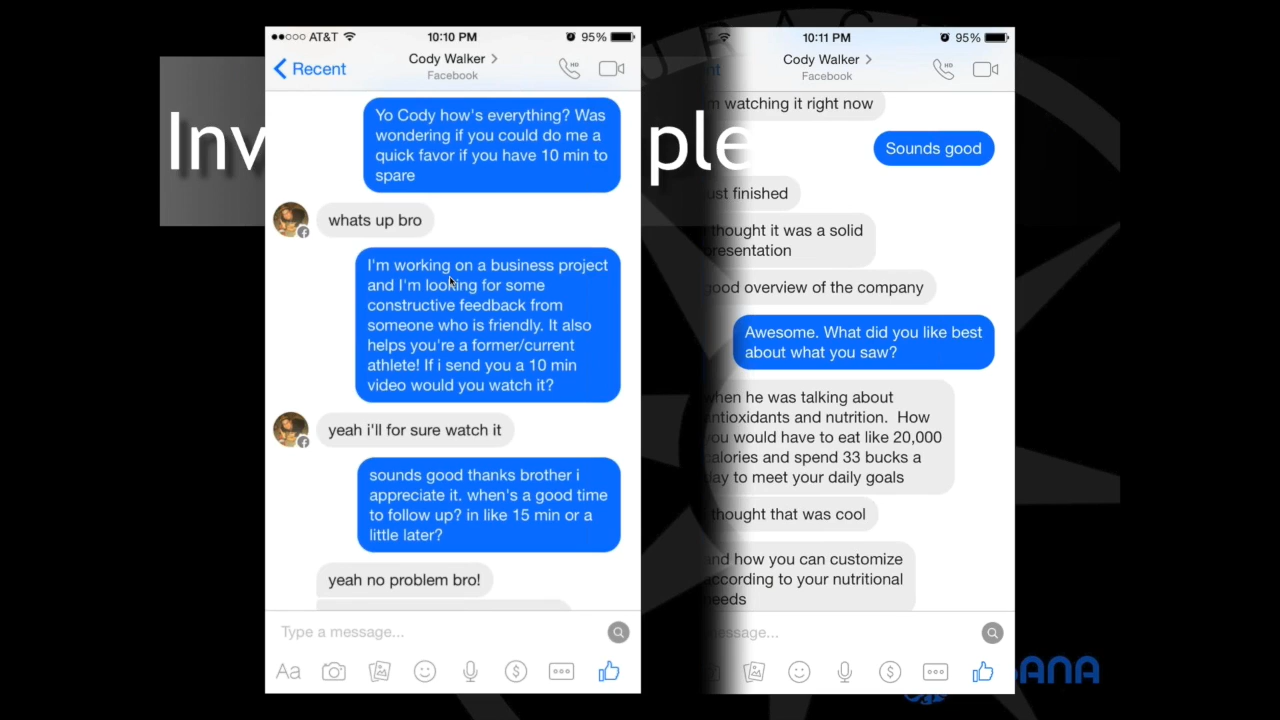 AT&T 10:10 PM 95%
Recent
Cody Walker
Facebook
Yo Cody how's everything? Was
wondering if you could do me a
quick favor if you have 10 min to
spare
whats up bro
I'm working on a business project
and I'm looking for some
constructive feedback from
someone who is friendly. It also
helps you're a former/current
athlete! If i send you a 10 min
video would you watch it?
yeah i'll for sure watch it
sounds good thanks brother i
appreciate it. when's a good time
to follow up? in like 15 min or a
little later?
yeah no problem bro!
Type a message...
Aa
10:11 PM 95%
Cody Walker
Facebook
watching it right now
Sounds good
finished
thought it was a solid
presentation
good overview of the company
Awesome. What did you like best
about what you saw?
when he was talking about
antioxidants and nutrition. How
you would have to eat like 20,000
calories and spend 33 bucks a
day to meet your daily goals
thought that was cool
and how you can customize
according to your nutritional
needs